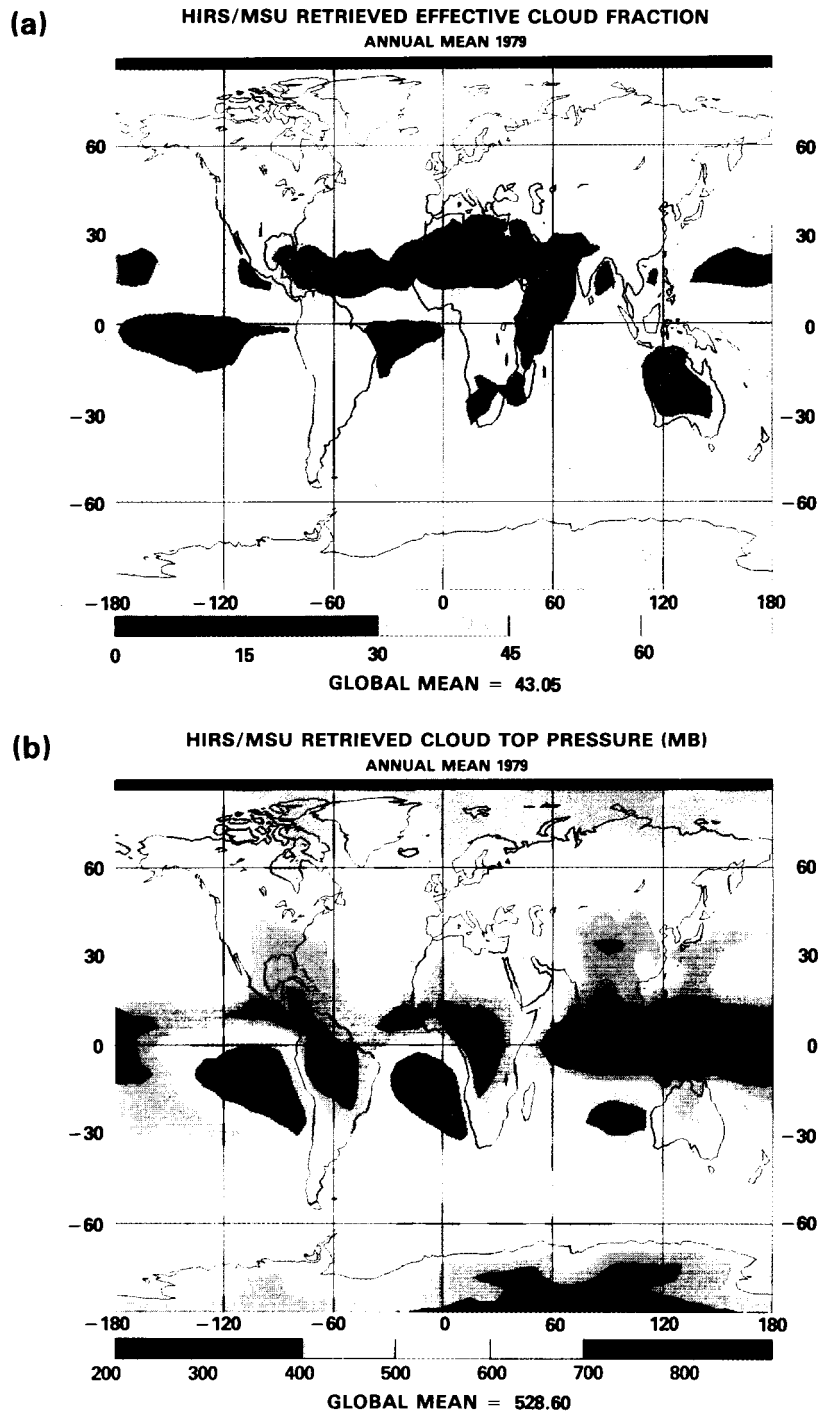 (a)
HIRS/MSU RETRIEVED EFFECTIVE CLOUD FRACTION
ANNUAL MEAN 1979
60 60
30 30
0 0
−30 −30
−60 −60
−180 −120 −60 0 60 120 180
0 15 30 45 60
GLOBAL MEAN = 43.05
(b)
HIRS/MSU RETRIEVED CLOUD TOP PRESSURE (MB)
ANNUAL MEAN 1979
60 60
30 30
0 0
−30 −30
−60 −60
−180 −120 −60 0 60 120 180
200 300 400 500 600 700 800
GLOBAL MEAN = 528.60